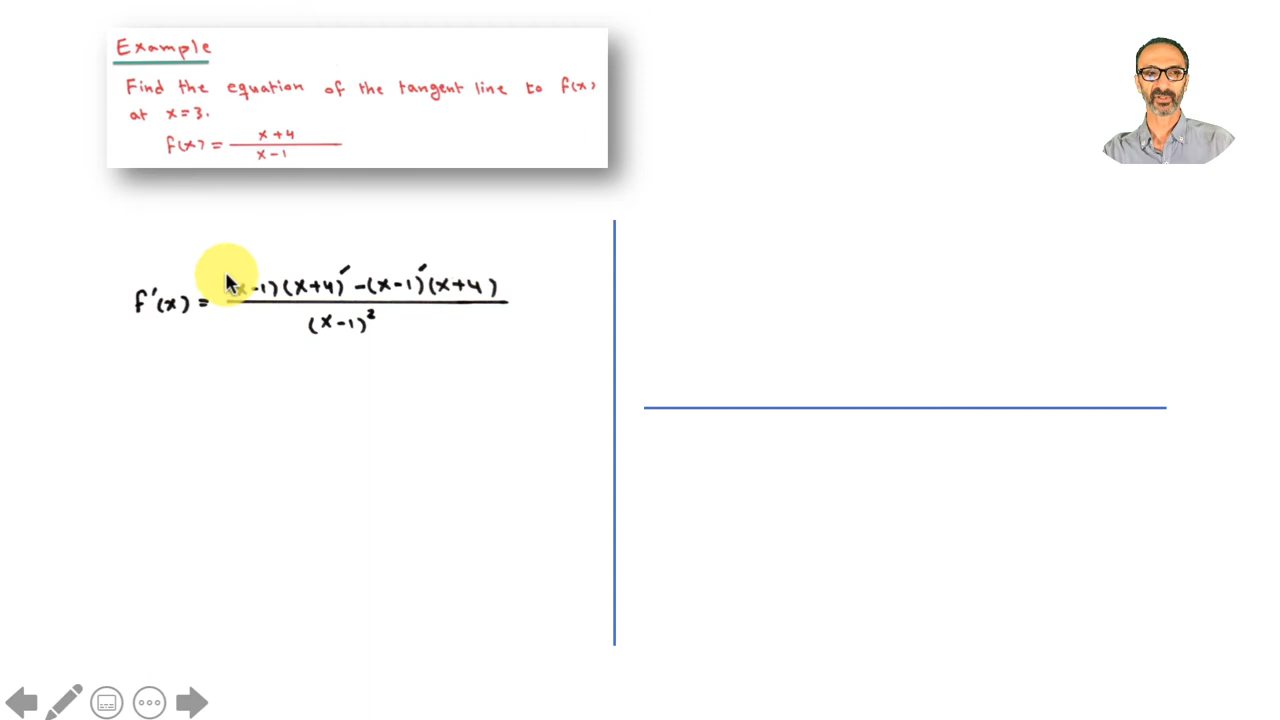 Example
Find the equation of the tangent line to f(x)
at x=3.
f(x) = x+4
x-1
f'(x) = (x-1)(x+4)'-(x-1)'(x+4)
(x-1)²